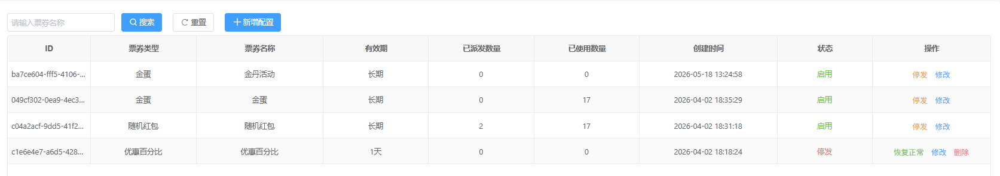 请输入票券名称 搜索 重置 新增配置
ID 票券类型 票券名称 有效期 已派发数量 已使用数量 创建时间 状态 操作
ba7ce604-fff5-4106-... 金蛋 金丹活动 长期 0 0 2026-05-18 13:24:58 启用 停发 修改
049cf302-0ea9-4ec3... 金蛋 金蛋 长期 0 17 2026-04-02 18:35:29 启用 停发 修改
c04a2acf-9dd5-41f2... 随机红包 随机红包 长期 2 17 2026-04-02 18:31:18 启用 停发 修改
c1e6e4e7-a6d5-428... 优惠百分比 优惠百分比 1天 0 0 2026-04-02 18:18:24 停发 恢复正常 修改 删除